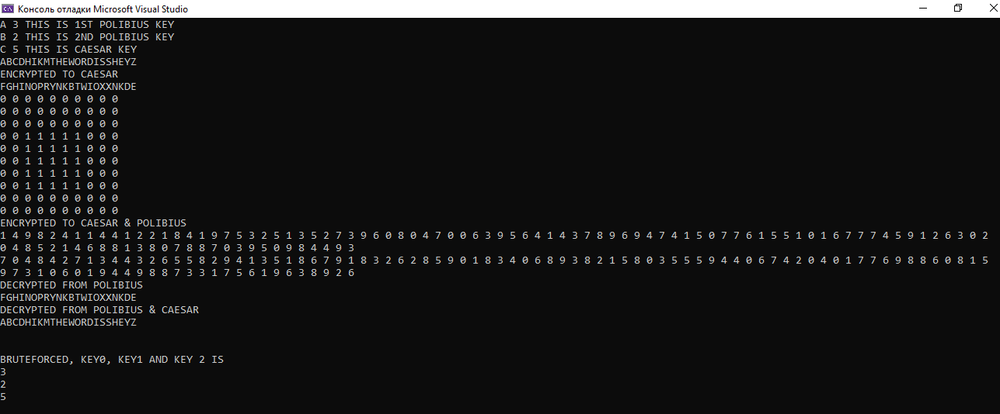 Консоль отладки Microsoft Visual Studio
A 3 THIS IS 1ST POLIBIUS KEY
B 2 THIS IS 2ND POLIBIUS KEY
C 5 THIS IS CAESAR KEY
ABCDHIKMTHEWORDISSHEYZ
ENCRYPTED TO CAESAR
FGHINOPRYNKBTWIOXXNKDE
0 0 0 0 0 0 0 0 0 0
0 0 0 0 0 0 0 0 0 0
0 0 0 0 0 0 0 0 0 0
0 0 1 1 1 1 1 0 0 0
0 0 1 1 1 1 1 0 0 0
0 0 1 1 1 1 1 0 0 0
0 0 1 1 1 1 1 0 0 0
0 0 1 1 1 1 1 0 0 0
0 0 0 0 0 0 0 0 0 0
0 0 0 0 0 0 0 0 0 0
ENCRYPTED TO CAESAR & POLIBIUS
1 4 9 8 2 4 1 1 4 4 1 2 2 1 8 4 1 9 7 5 3 2 5 1 3 5 2 7 3 9 6 0 8 0 4 7 0 0 6 3 9 5 6 4 1 4 3 7 8 9 6 9 4 7 4 1 5 0 7 7 6 1 5 5 1 0 1 6 7 7 7 4 5 9 1 2 6 3 0 2
0 4 8 5 2 1 4 6 8 8 1 3 8 0 7 8 8 7 0 3 9 5 0 9 8 4 4 9 3
7 0 4 8 4 2 7 1 3 4 4 3 2 6 5 5 8 2 9 4 1 3 5 1 8 6 7 9 1 8 3 2 6 2 8 5 9 0 1 8 3 4 0 6 8 9 3 8 2 1 5 8 0 3 5 5 5 9 4 4 0 6 7 4 2 0 4 0 1 7 7 6 9 8 8 6 0 8 1 5
9 7 3 1 0 6 0 1 9 4 4 9 8 8 7 3 3 1 7 5 6 1 9 6 3 8 9 2 6
DECRYPTED FROM POLIBIUS
FGHINOPRYNKBTWIOXXNKDE
DECRYPTED FROM POLIBIUS & CAESAR
ABCDHIKMTHEWORDISSHEYZ
BRUTEFORCED, KEY0, KEY1 AND KEY 2 IS
3
2
5